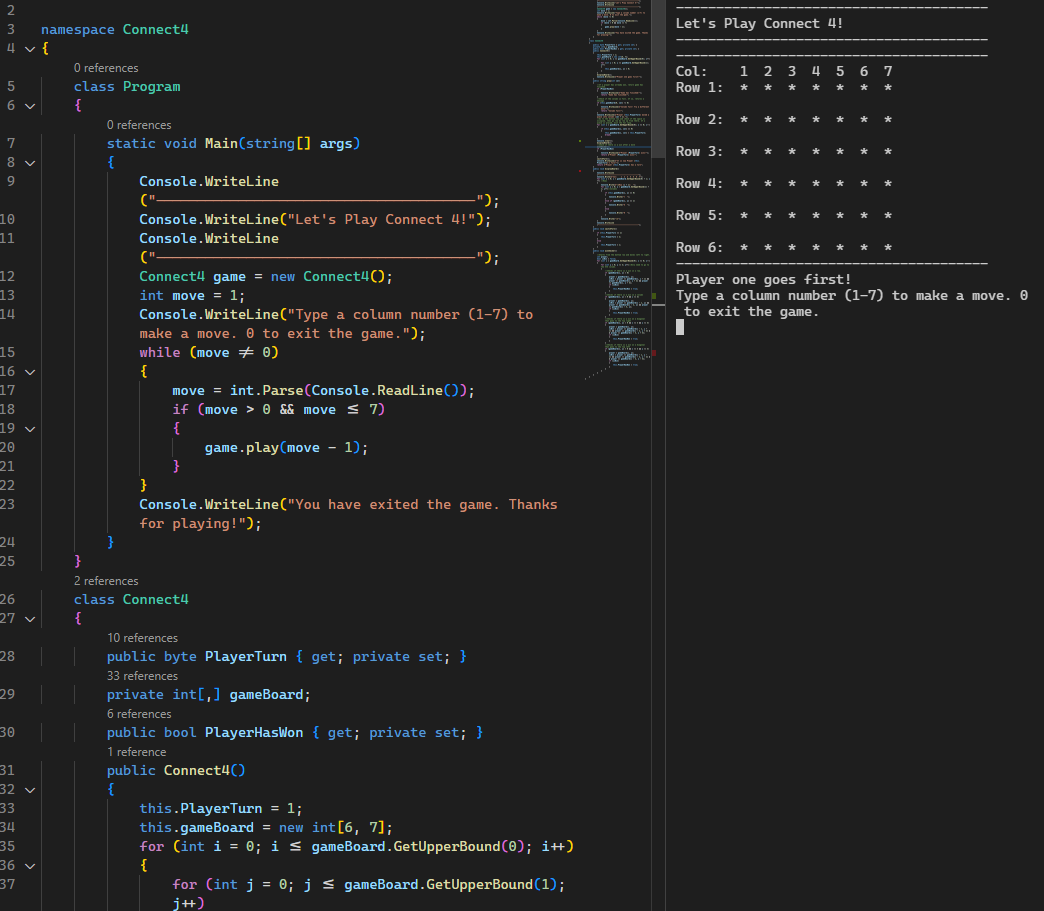 2
3 namespace Connect4
4 {
0 references
5 class Program
6 {
0 references
7 static void Main(string[] args)
8 {
9 Console.WriteLine
("———————————————————————————————————————");
10 Console.WriteLine("Let's Play Connect 4!");
11 Console.WriteLine
("———————————————————————————————————————");
12 Connect4 game = new Connect4();
13 int move = 1;
14 Console.WriteLine("Type a column number (1-7) to
make a move. 0 to exit the game.");
15 while (move ≠ 0)
16 {
17 move = int.Parse(Console.ReadLine());
18 if (move > 0 && move ≤ 7)
19 {
20 game.play(move - 1);
21 }
22 }
23 Console.WriteLine("You have exited the game. Thanks
for playing!");
24 }
25 }
2 references
26 class Connect4
27 {
10 references
28 public byte PlayerTurn { get; private set; }
33 references
29 private int[,] gameBoard;
6 references
30 public bool PlayerHasWon { get; private set; }
1 reference
31 public Connect4()
32 {
33 this.PlayerTurn = 1;
34 this.gameBoard = new int[6, 7];
35 for (int i = 0; i ≤ gameBoard.GetUpperBound(0); i++)
36 {
37 for (int j = 0; j ≤ gameBoard.GetUpperBound(1);
j++)
———————————————————————————————————————
Let's Play Connect 4!
———————————————————————————————————————
———————————————————————————————————————
Col: 1 2 3 4 5 6 7
Row 1: * * * * * * *
Row 2: * * * * * * *
Row 3: * * * * * * *
Row 4: * * * * * * *
Row 5: * * * * * * *
Row 6: * * * * * * *
———————————————————————————————————————
Player one goes first!
Type a column number (1-7) to make a move. 0
to exit the game.